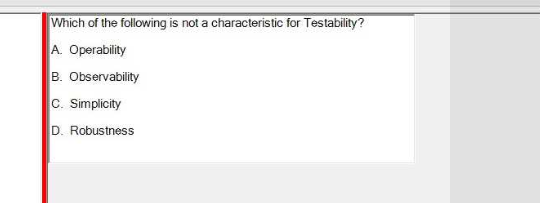 Which of the following is not a characteristic for Testability?
A. Operability
B. Observability
C. Simplicity
D. Robustness